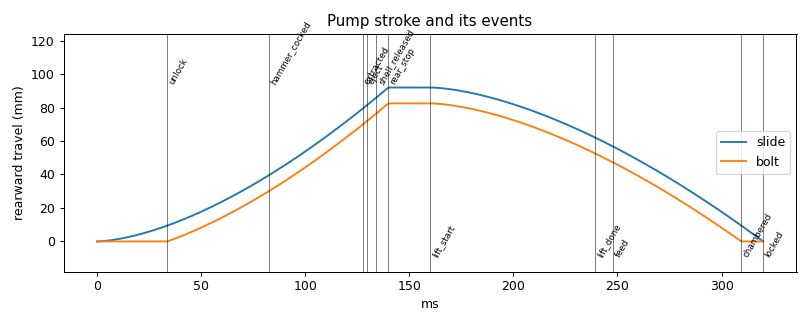 Pump stroke and its events
rearward travel (mm)
120
100
80
60
40
20
0
unlock
hammer_cocked
extracted
eject
shell_released
rear_stop
lift_start
lift_done
feed
chambered
locked
slide
bolt
0
50
100
150
200
250
300
ms